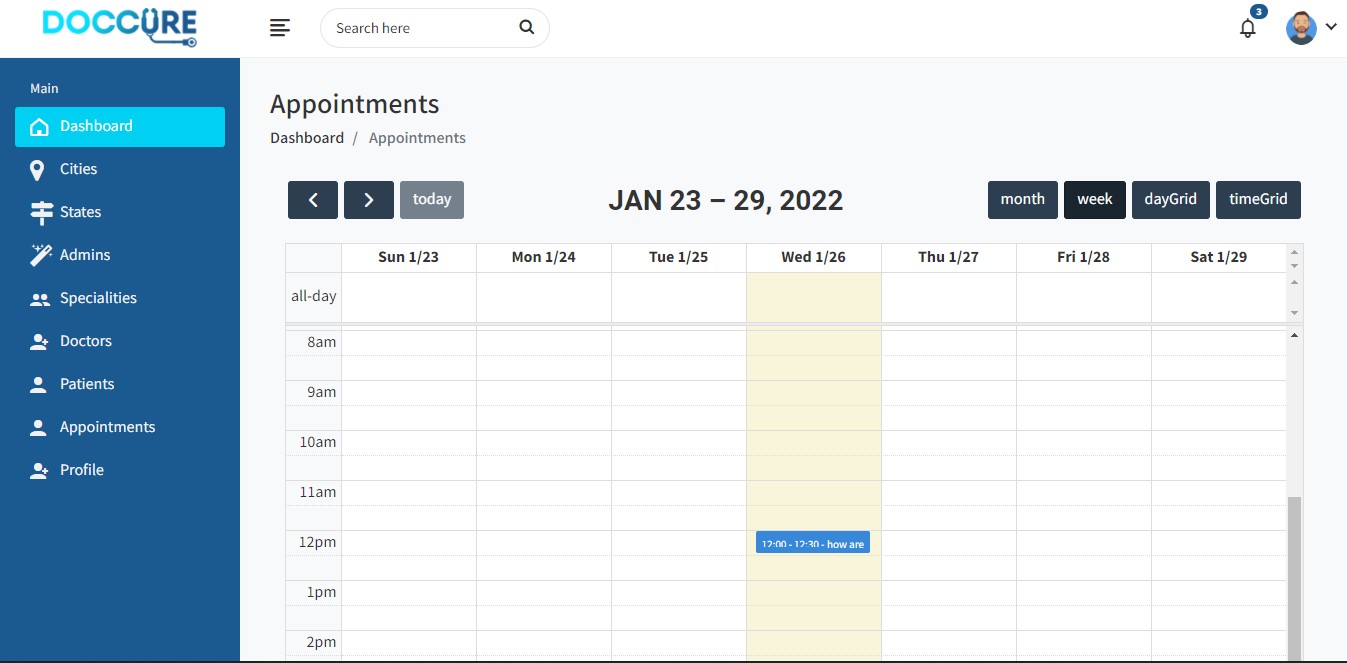 DOCCURE
Search here
3
Main
Dashboard
Cities
States
Admins
Specialities
Doctors
Patients
Appointments
Profile
Appointments
Dashboard / Appointments
today
JAN 23 – 29, 2022
month week dayGrid timeGrid
Sun 1/23 Mon 1/24 Tue 1/25 Wed 1/26 Thu 1/27 Fri 1/28 Sat 1/29
all-day
8am
9am
10am
11am
12pm 12:00 - 12:30 - how are
1pm
2pm